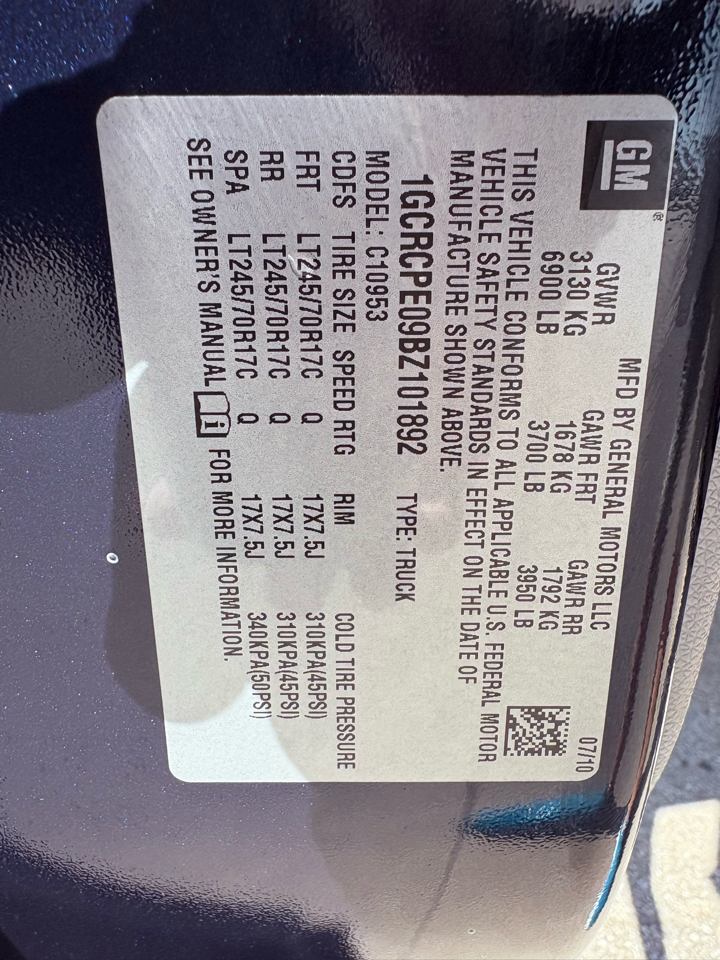 GM ®
MFD BY GENERAL MOTORS LLC 07/10
GVWR GAWR FRT GAWR RR
3130 KG 1678 KG 1792 KG
6900 LB 3700 LB 3950 LB
THIS VEHICLE CONFORMS TO ALL APPLICABLE U.S. FEDERAL MOTOR
VEHICLE SAFETY STANDARDS IN EFFECT ON THE DATE OF
MANUFACTURE SHOWN ABOVE.
1GCRCPE09BZ101892 TYPE: TRUCK
MODEL: C10953
CDFS TIRE SIZE SPEED RTG RIM COLD TIRE PRESSURE
FRT LT245/70R17C Q 17X7.5J 310KPA(45PSI)
RR LT245/70R17C Q 17X7.5J 310KPA(45PSI)
SPA LT245/70R17C Q 17X7.5J 340KPA(50PSI)
SEE OWNER'S MANUAL i FOR MORE INFORMATION.